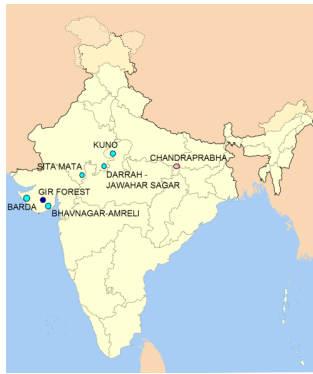 KUNO
CHANDRAPRABHA
SITA MATA
DARRAH -
JAWAHAR SAGAR
GIR FOREST
BARDA
BHAVNAGAR-AMRELI